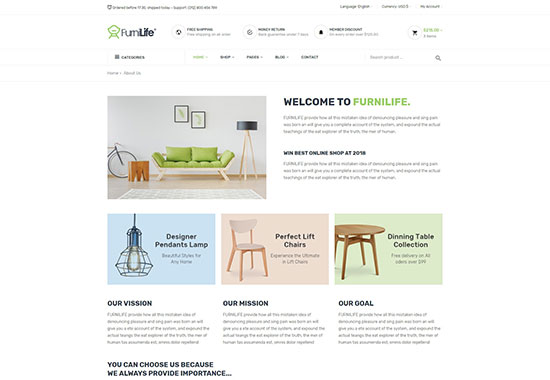 Ordered before 17:30, shipped today - Support: (012) 800 456 789
Language: English
Currency: USD $
My Account
FurniLife
FREE SHIPPING
Free shipping on all order
MONEY RETURN
Back guarantee under 7 days
MEMBER DISCOUNT
On every order over $120.00
$215.00
2 items
CATEGORIES
HOME
SHOP
PAGES
BLOG
CONTACT
Search product ...
Home > About Us
WELCOME TO FURNILIFE.
FURNILIFE provide how all this mistaken idea of denouncing pleasure and sing pain
was born an will give you a complete account of the system, and expound the actual
teachings of the eat explorer of the truth, the mer of human.
WIN BEST ONLINE SHOP AT 2018
FURNILIFE provide how all this mistaken idea of denouncing pleasure and sing pain
was born an will give you a complete account of the system, and expound the actual
teachings of the eat explorer of the truth, the mer of human.
Designer
Pendants Lamp
Beautiful Styles for
Any Home
Perfect Lift
Chairs
Experience the Ultimate
in Lift Chairs
Dinning Table
Collection
Free delivery on All
oders over $99
OUR VISSION
FURNILIFE provide how all this mistaken idea of
denouncing pleasure and sing pain was born an will
give you a ete account of the system, and expound the
actual teangs of the eat explorer of the truth, the mer of
human tas assumenda est, omnis dolor repellend
OUR MISSION
FURNILIFE provide how all this mistaken idea of
denouncing pleasure and sing pain was born an will
give you a ete account of the system, and expound the
actual teangs of the eat explorer of the truth, the mer of
human tas assumenda est, omnis dolor repellend
OUR GOAL
FURNILIFE provide how all this mistaken idea of
denouncing pleasure and sing pain was born an will
give you a ete account of the system, and expound the
actual teangs of the eat explorer of the truth, the mer of
human tas assumenda est, omnis dolor repellend
YOU CAN CHOOSE US BECAUSE
WE ALWAYS PROVIDE IMPORTANCE...